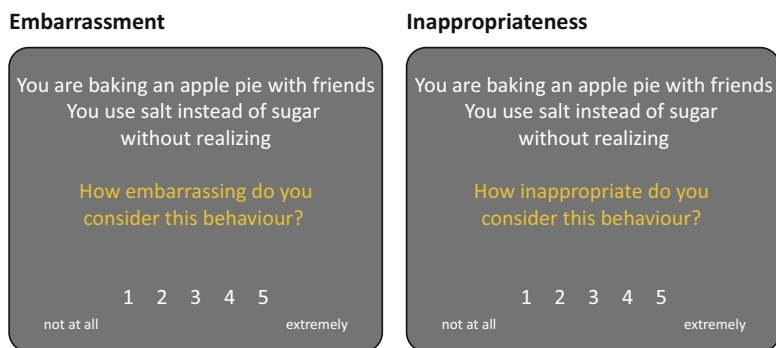 Embarrassment
You are baking an apple pie with friends
You use salt instead of sugar
without realizing
How embarrassing do you
consider this behaviour?
1 2 3 4 5
not at all extremely
Inappropriateness
You are baking an apple pie with friends
You use salt instead of sugar
without realizing
How inappropriate do you
consider this behaviour?
1 2 3 4 5
not at all extremely